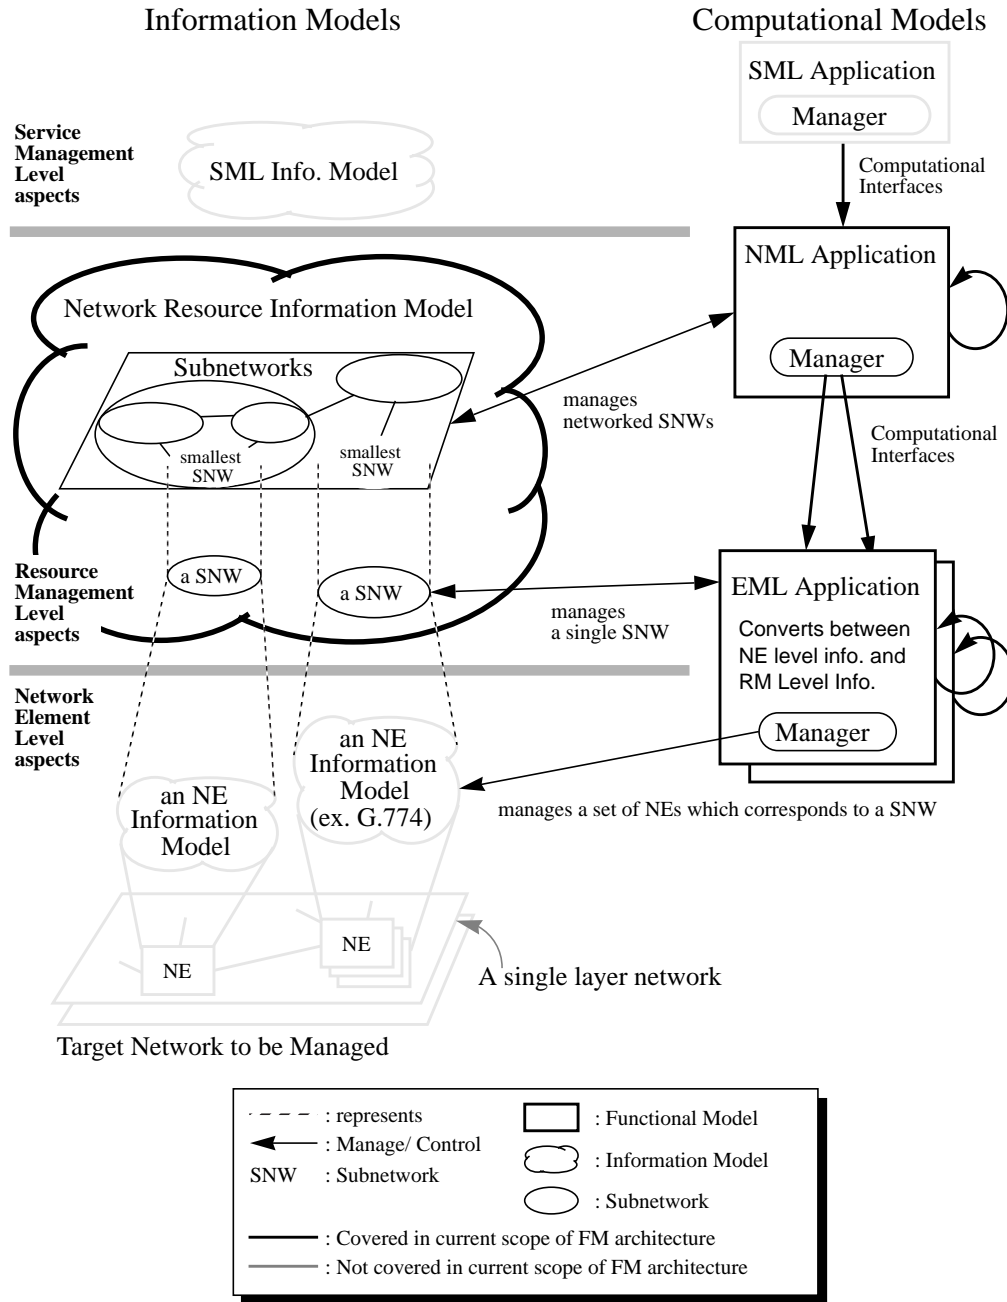 Information Models
Computational Models
SML Application
Manager
Service
Management
Level
aspects
SML Info. Model
Computational
Interfaces
NML Application
Network Resource Information Model
Subnetworks
Manager
manages
networked SNWs
smallest
SNW
smallest
SNW
Computational
Interfaces
Resource
Management
Level
aspects
a SNW
a SNW
manages
a single SNW
EML Application
Converts between
NE level info. and
RM Level Info.
Manager
Network
Element
Level
aspects
an NE
Information
Model
(ex. G.774)
an NE
Information
Model
manages a set of NEs which corresponds to a SNW
NE
NE
A single layer network
Target Network to be Managed
: represents
: Manage/ Control
SNW : Subnetwork
: Functional Model
: Information Model
: Subnetwork
: Covered in current scope of FM architecture
: Not covered in current scope of FM architecture